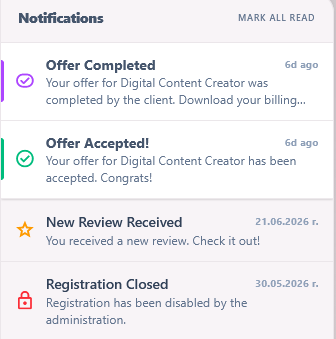 Notifications
MARK ALL READ
Offer Completed
6d ago
Your offer for Digital Content Creator was
completed by the client. Download your billing...
Offer Accepted!
6d ago
Your offer for Digital Content Creator has been
accepted. Congrats!
New Review Received
21.06.2026 г.
You received a new review. Check it out!
Registration Closed
30.05.2026 г.
Registration has been disabled by the
administration.